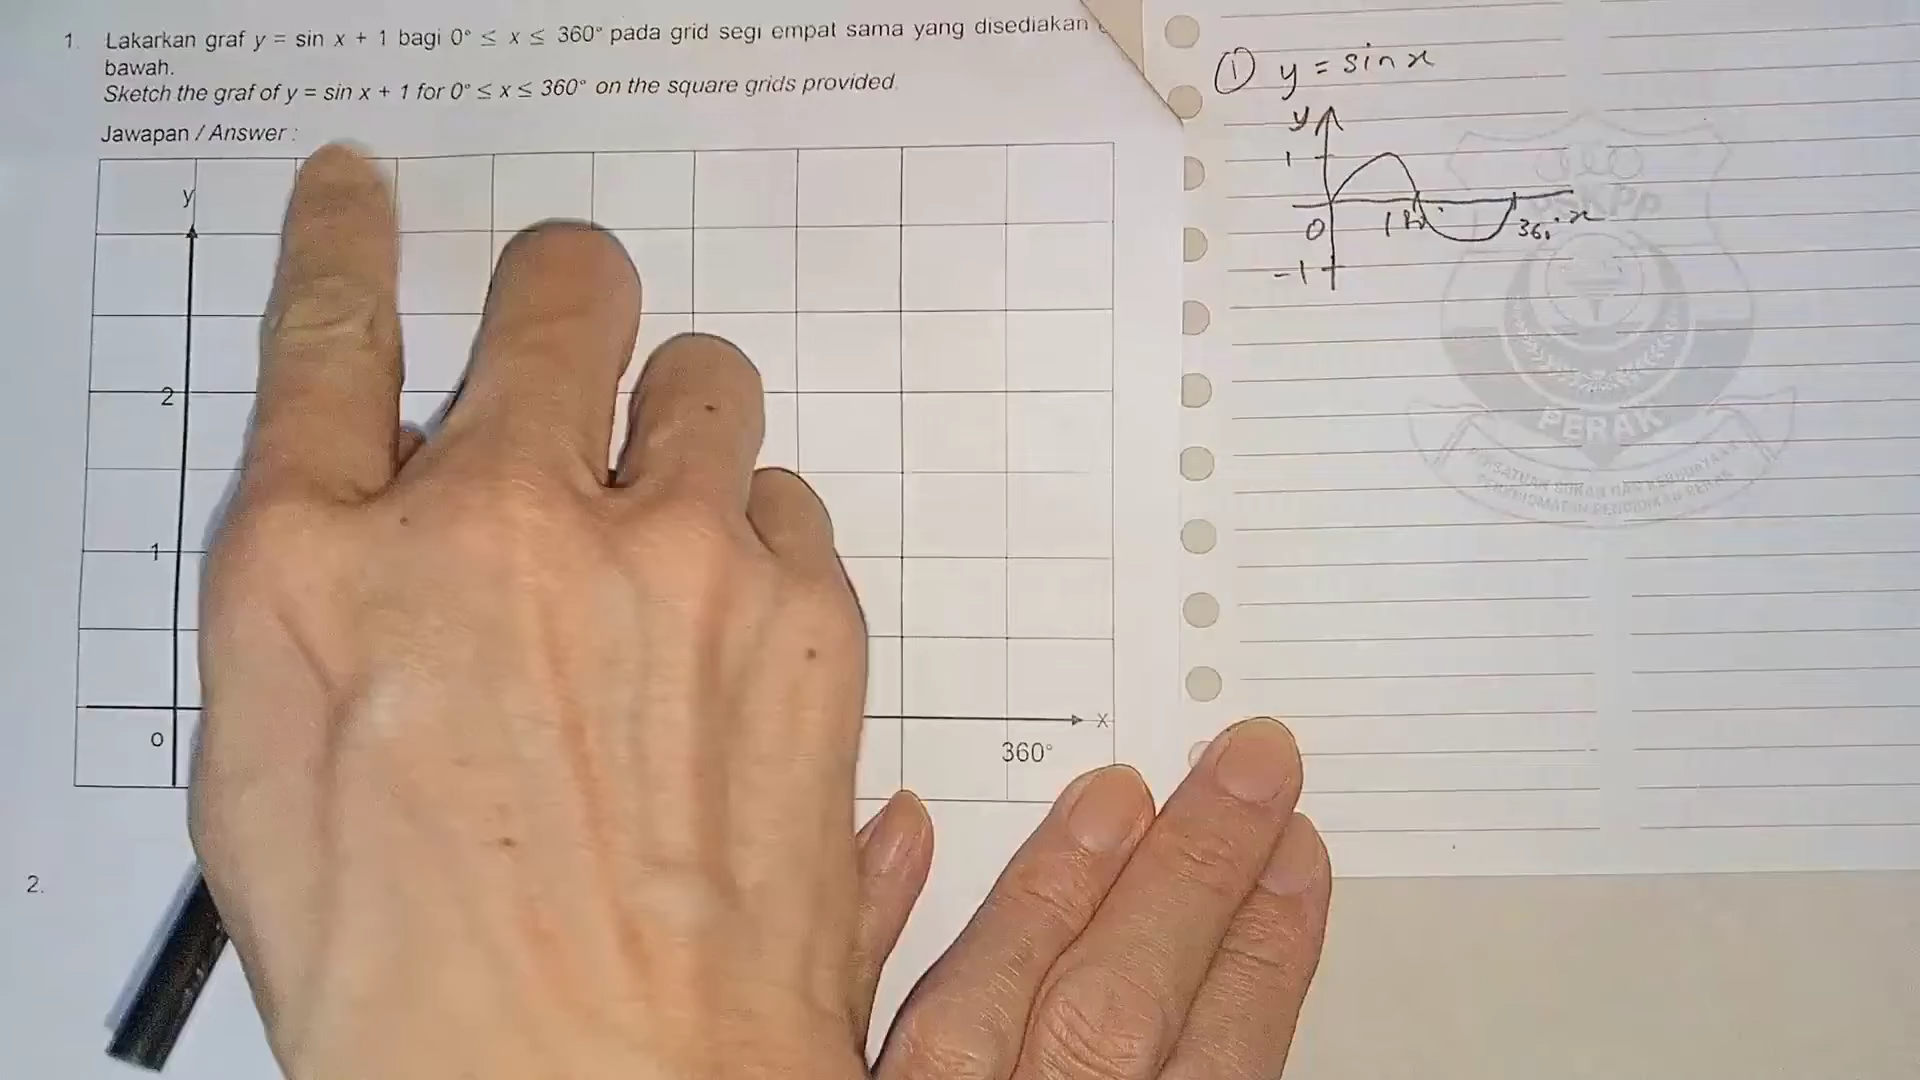 1. Lakarkan graf y = sin x + 1 bagi 0° ≤ x ≤ 360° pada grid segi empat sama yang disediakan
bawah.
Sketch the graf of y = sin x + 1 for 0° ≤ x ≤ 360° on the square grids provided.
Jawapan / Answer :
y
2
1
0
x
360°
2.
① y = sin x
y
1
0
360° x
-1
PERAK